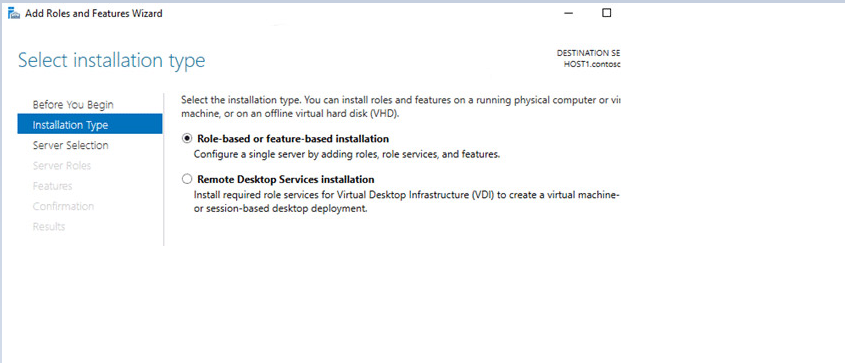 Add Roles and Features Wizard
Select installation type
DESTINATION SE
HOST1.contosc
Before You Begin
Installation Type
Server Selection
Server Roles
Features
Confirmation
Results
Select the installation type. You can install roles and features on a running physical computer or vi
machine, or on an offline virtual hard disk (VHD).
Role-based or feature-based installation
Configure a single server by adding roles, role services, and features.
Remote Desktop Services installation
Install required role services for Virtual Desktop Infrastructure (VDI) to create a virtual machine-
or session-based desktop deployment.